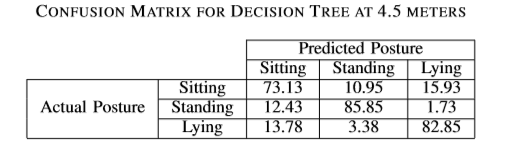 CONFUSION MATRIX FOR DECISION TREE AT 4.5 METERS
Predicted Posture
Sitting Standing Lying
Sitting 73.13 10.95 15.93
Actual Posture Standing 12.43 85.85 1.73
Lying 13.78 3.38 82.85